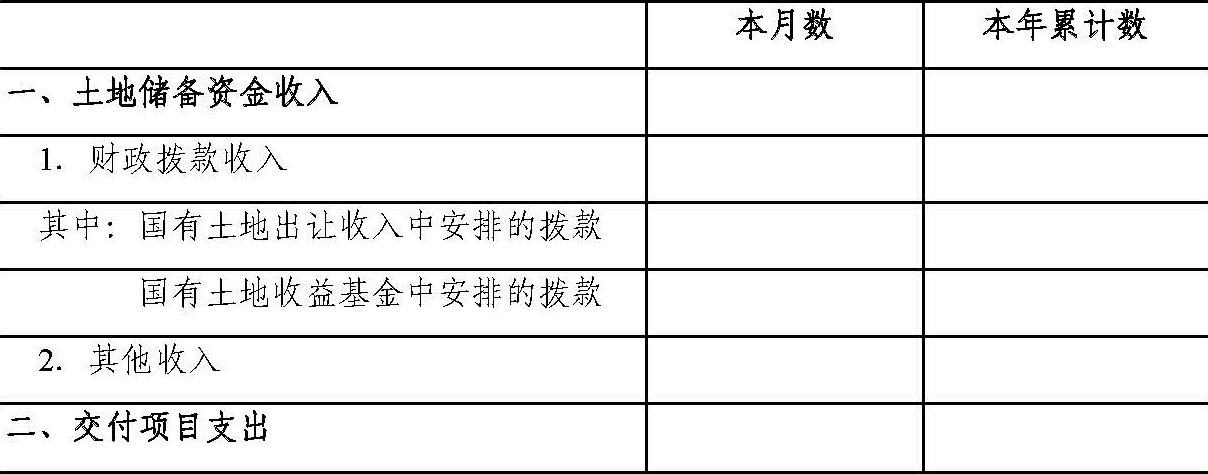 本月数 本年累计数
一、土地储备资金收入
1. 财政拨款收入
其中：国有土地出让收入中安排的拨款
国有土地收益基金中安排的拨款
2. 其他收入
二、交付项目支出